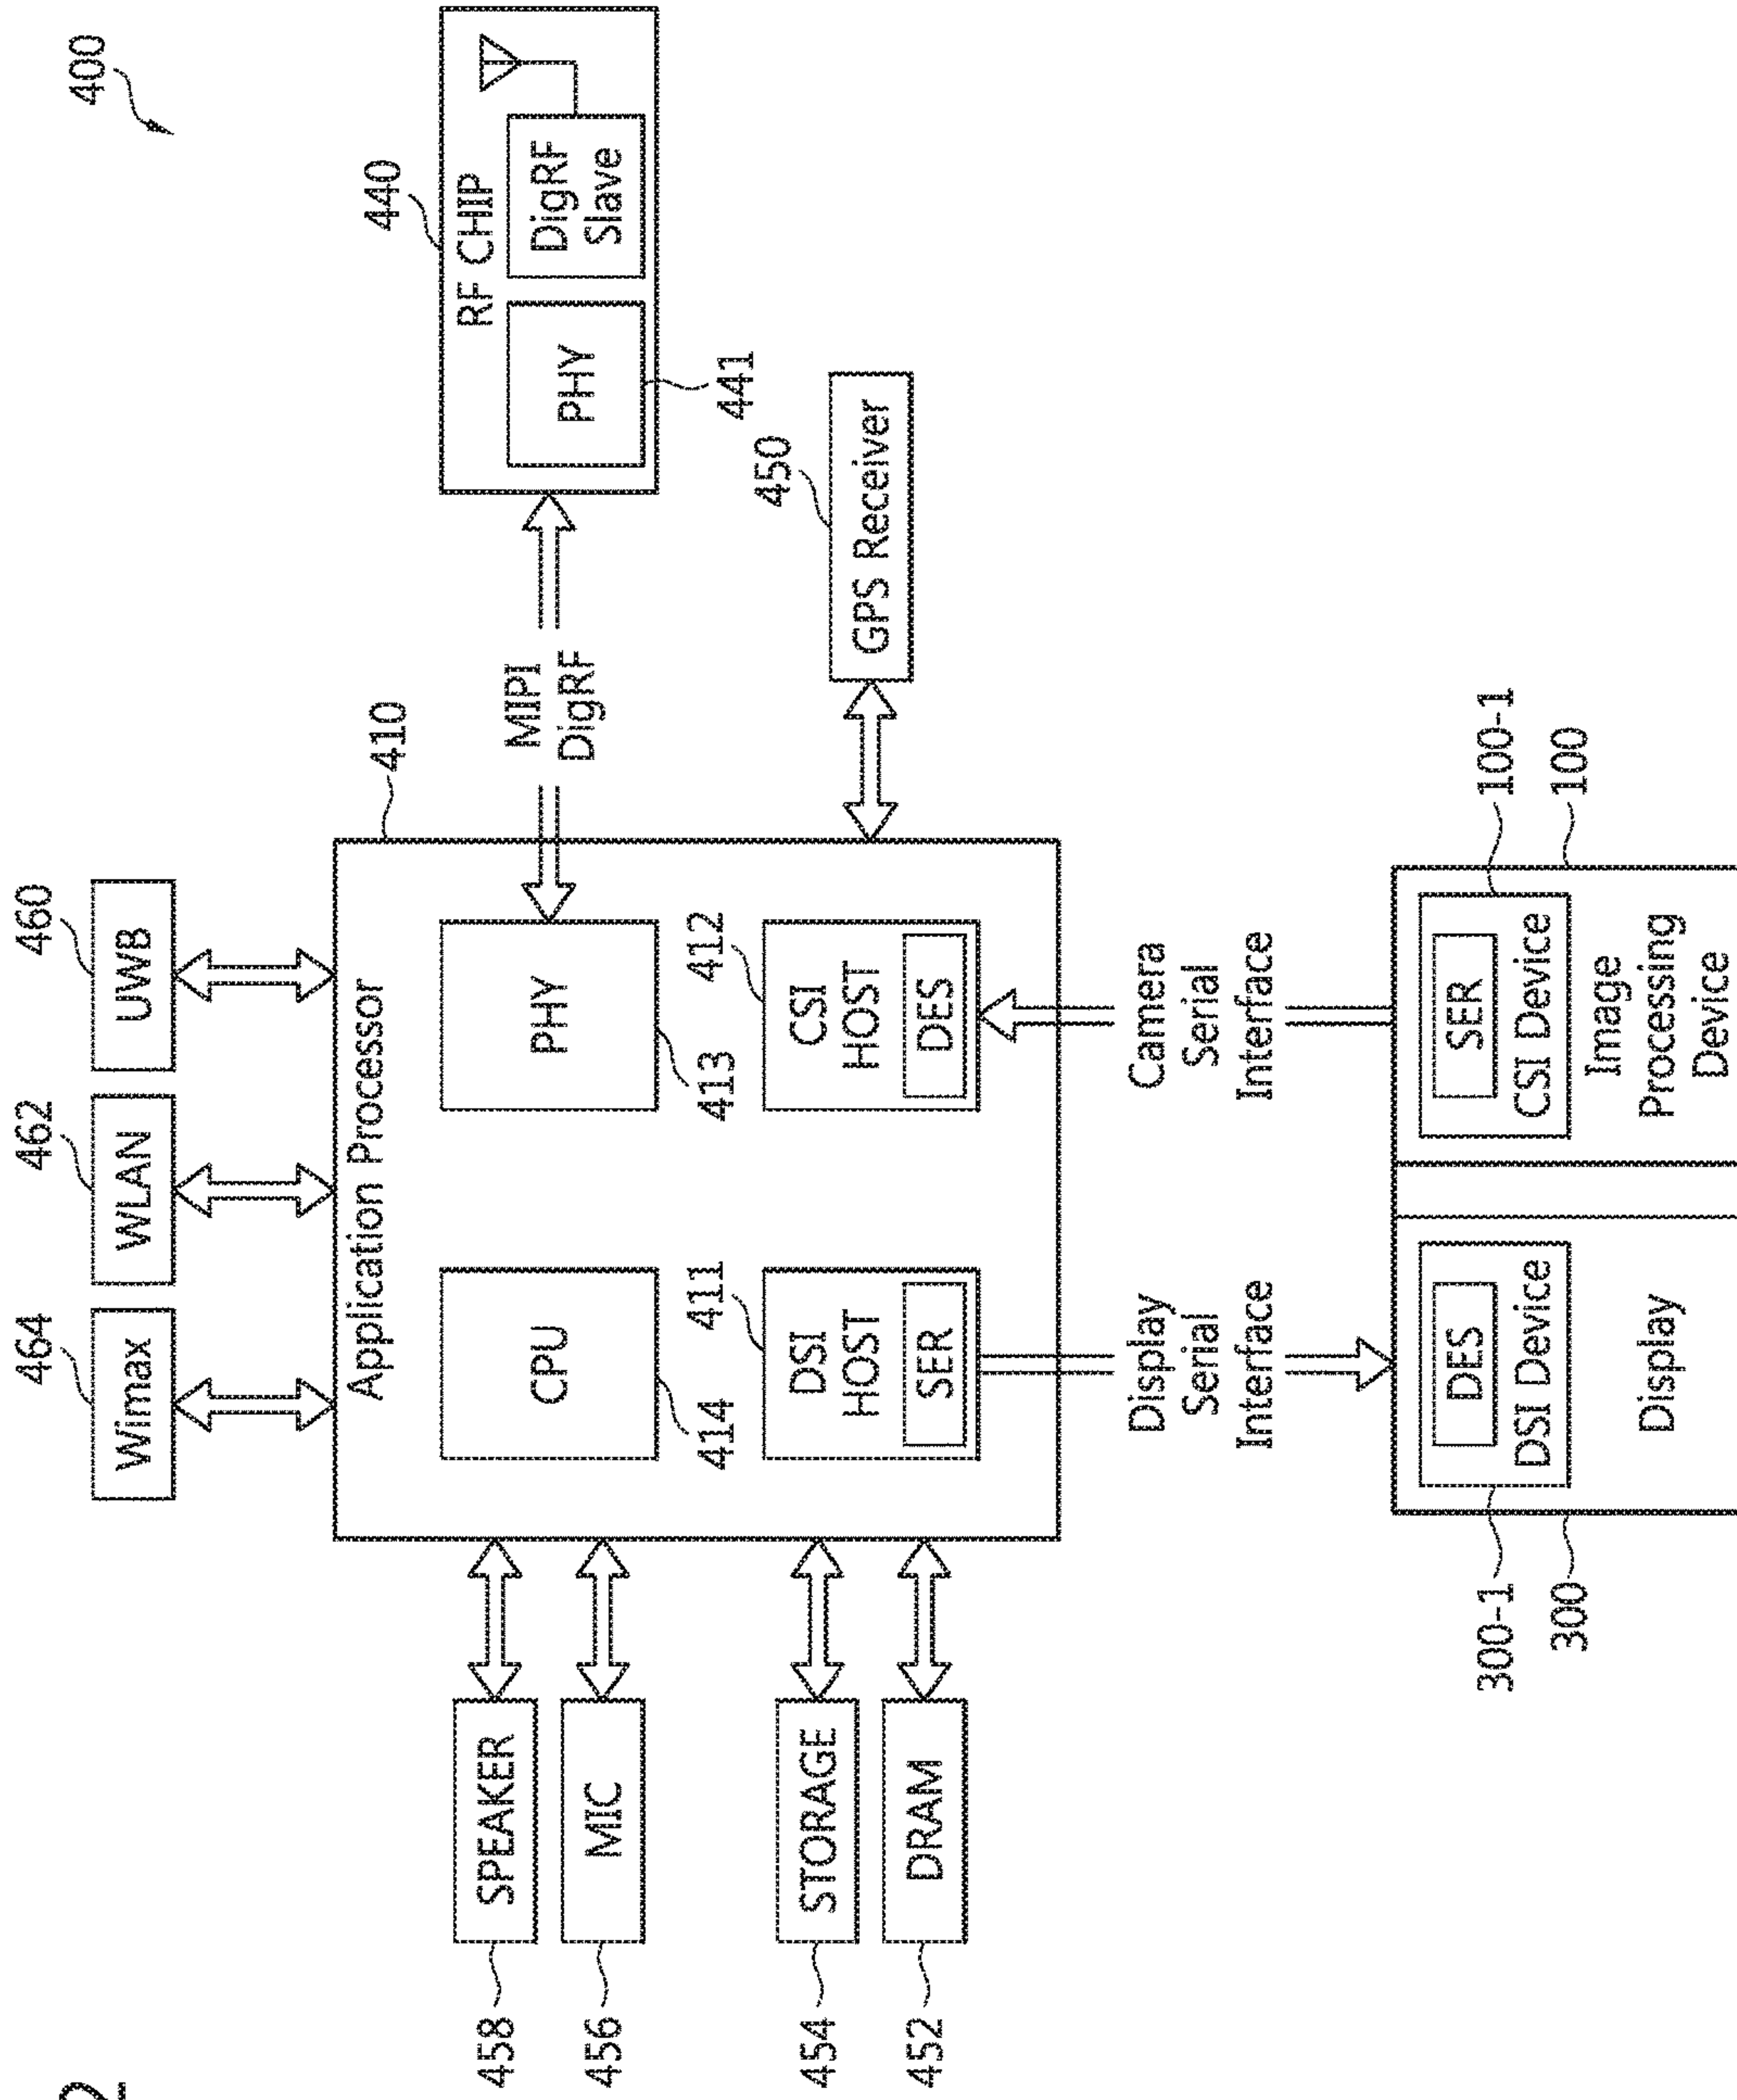 2
400
464
462
460
Wimax
WLAN
UWB
410
440
Application Processor
RF CHIP
458
SPEAKER
CPU
PHY
MIPI
DigRF
PHY
DigRF
Slave
456
MIC
414
413
441
411
412
450
454
STORAGE
DSI
HOST
SER
CSI
HOST
DES
GPS Receiver
452
DRAM
Display
Serial
Interface
Camera
Serial
Interface
300-1
DES
DSI Device
SER
CSI Device
100-1
300
Display
Image
Processing
Device
100